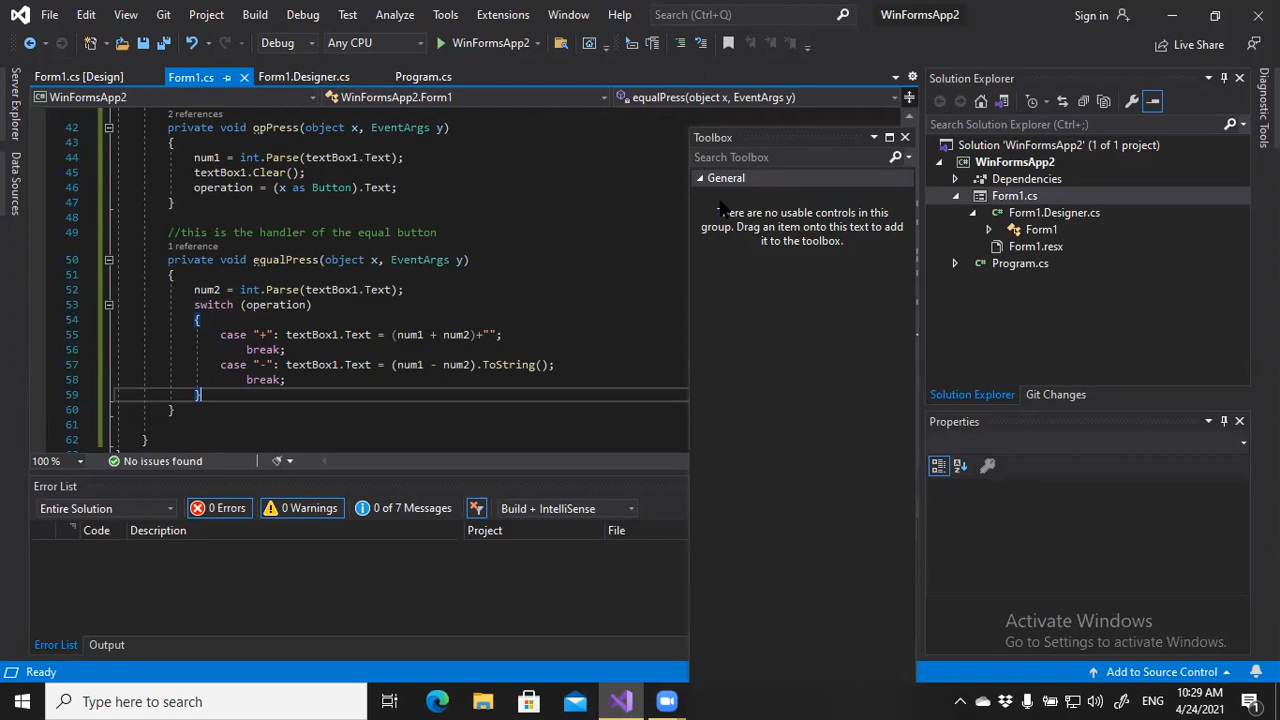 File Edit View Git Project Build Debug Test Analyze Tools Extensions Window Help Search (Ctrl+Q) WinFormsApp2 Sign in
Debug Any CPU WinFormsApp2 Live Share
Server Explorer
Data Sources
Form1.cs [Design] Form1.cs Form1.Designer.cs Program.cs
WinFormsApp2 WinFormsApp2.Form1 equalPress(object x, EventArgs y)
2 references
42 private void opPress(object x, EventArgs y)
43 {
44 num1 = int.Parse(textBox1.Text);
45 textBox1.Clear();
46 operation = (x as Button).Text;
47 }
48
49 //this is the handler of the equal button
1 reference
50 private void equalPress(object x, EventArgs y)
51 {
52 num2 = int.Parse(textBox1.Text);
53 switch (operation)
54 {
55 case "+": textBox1.Text = (num1 + num2)+"";
56 break;
57 case "-": textBox1.Text = (num1 - num2).ToString();
58 break;
59 }
60 }
61
62 }
100 % No issues found
Error List
Entire Solution 0 Errors 0 Warnings 0 of 7 Messages Build + IntelliSense
Code Description Project File
Error List Output
Toolbox
Search Toolbox
General
There are no usable controls in this
group. Drag an item onto this text to add
it to the toolbox.
Solution Explorer
Search Solution Explorer (Ctrl+;)
Solution 'WinFormsApp2' (1 of 1 project)
WinFormsApp2
Dependencies
Form1.cs
Form1.Designer.cs
Form1
Form1.resx
Program.cs
Solution Explorer Git Changes
Properties
Diagnostic Tools
Activate Windows
Go to Settings to activate Windows.
Ready Add to Source Control
Type here to search
ENG
10:29 AM
4/24/2021
1